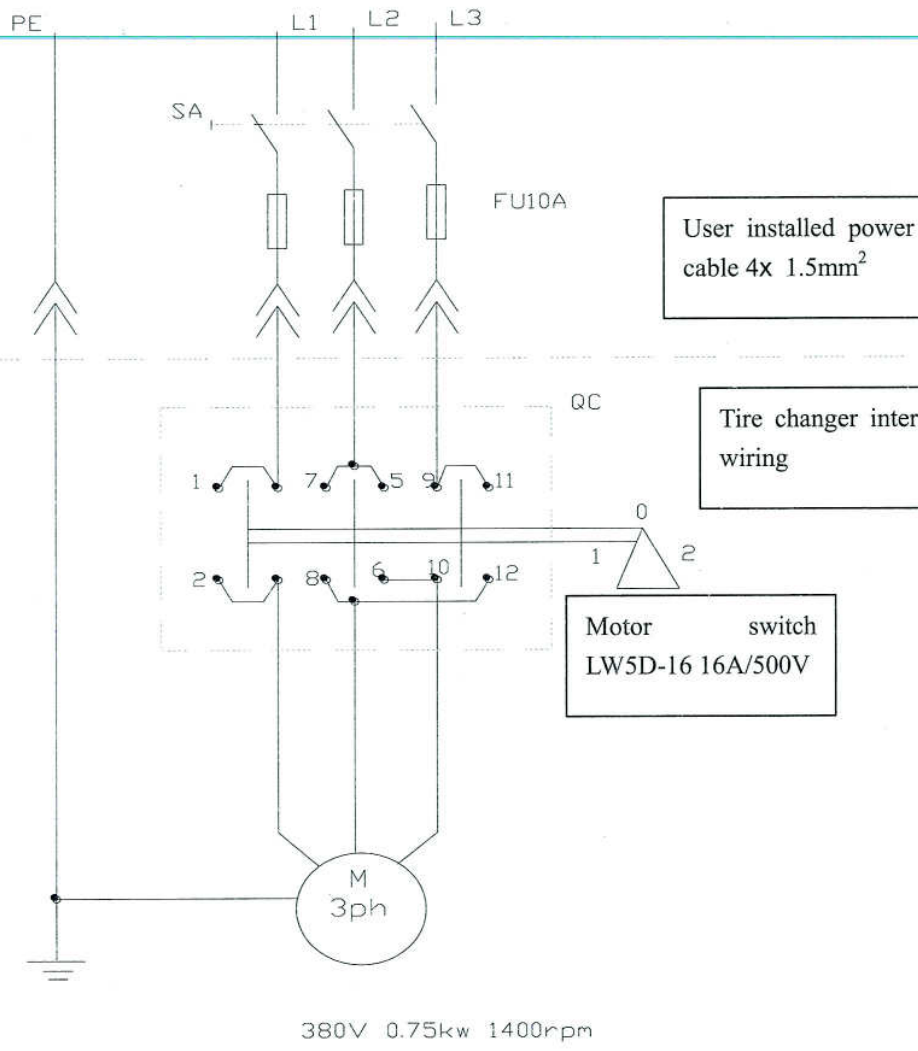 PE
L1
L2
L3
SA
FU10A
User installed power
cable 4x 1.5mm²
QC
Tire changer inter
wiring
1
7
5
9
11
0
1
2
2
8
6
10
12
Motor switch
LW5D-16 16A/500V
M
3ph
380V 0.75kw 1400rpm